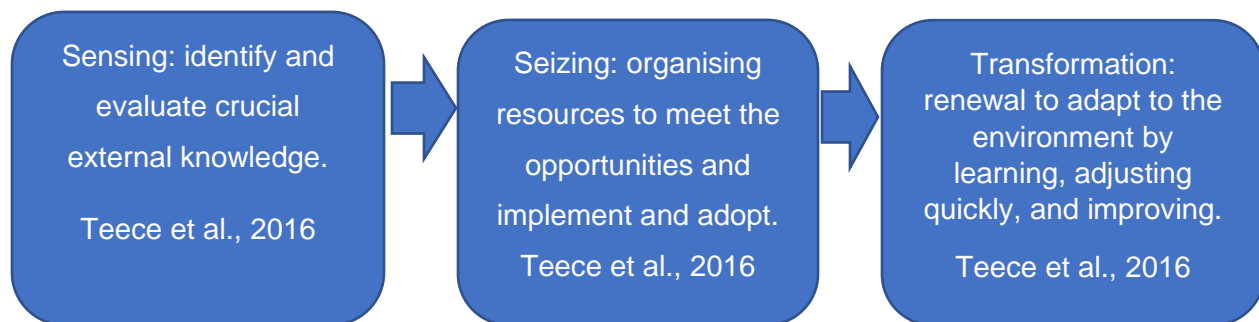 Sensing: identify and
evaluate crucial
external knowledge.
Teece et al., 2016
Seizing: organising
resources to meet the
opportunities and
implement and adopt.
Teece et al., 2016
Transformation:
renewal to adapt to the
environment by
learning, adjusting
quickly, and improving.
Teece et al., 2016